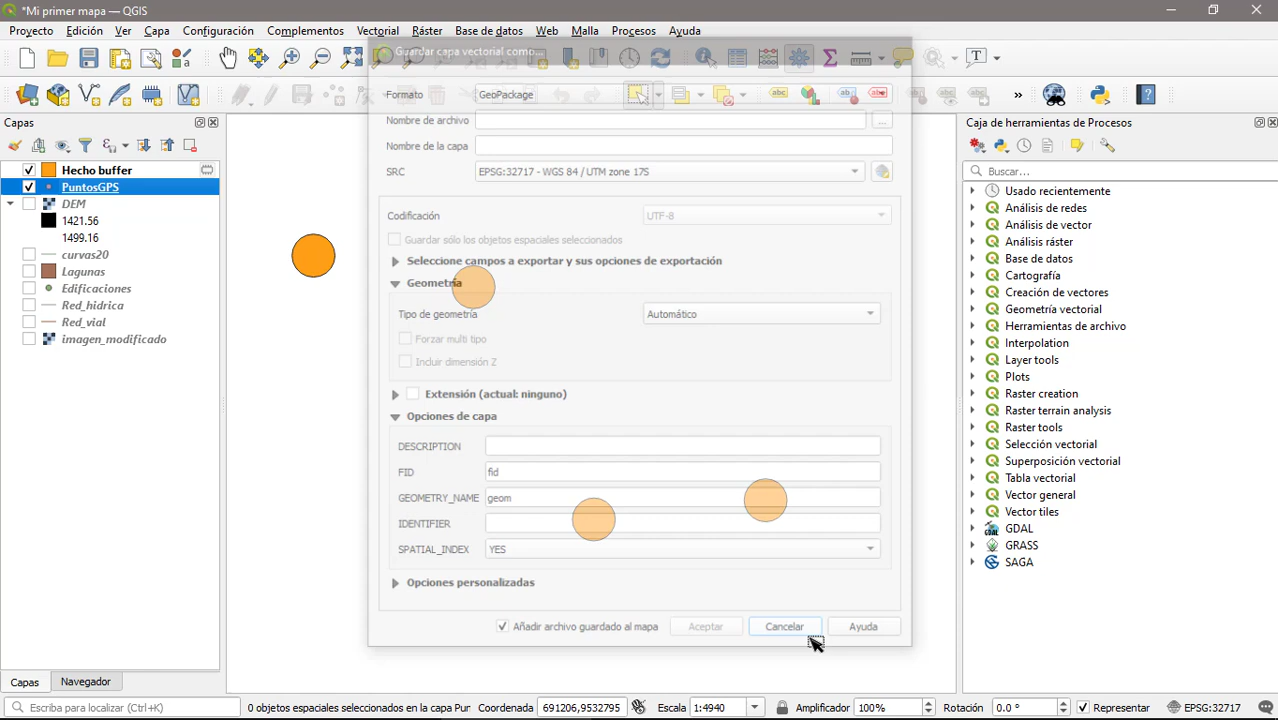 *Mi primer mapa — QGIS
Proyecto Edición Ver Capa Configuración Complementos Vectorial Ráster Base de datos Web Malla Procesos Ayuda
Guardar capa vectorial como...
Capas
Hecho buffer
PuntosGPS
DEM
1421.56
1499.16
curvas20
Lagunas
Edificaciones
Red_hidrica
Red_vial
imagen_modificado
Capas Navegador
Formato GeoPackage
Nombre de archivo ...
Nombre de la capa
SRC EPSG:32717 - WGS 84 / UTM zone 17S
Codificación UTF-8
Guardar sólo los objetos espaciales seleccionados
Seleccione campos a exportar y sus opciones de exportación
Geometría
Tipo de geometría Automático
Forzar multi tipo
Incluir dimensión Z
Extensión (actual: ninguno)
Opciones de capa
DESCRIPTION
FID fid
GEOMETRY_NAME geom
IDENTIFIER
SPATIAL_INDEX YES
Opciones personalizadas
Añadir archivo guardado al mapa Aceptar Cancelar Ayuda
Caja de herramientas de Procesos
Buscar...
Usado recientemente
Análisis de redes
Análisis de vector
Análisis ráster
Base de datos
Cartografía
Creación de vectores
Geometría vectorial
Herramientas de archivo
Interpolation
Layer tools
Plots
Raster creation
Raster terrain analysis
Raster tools
Selección vectorial
Superposición vectorial
Tabla vectorial
Vector general
Vector tiles
GDAL
GRASS
SAGA
Escriba para localizar (Ctrl+K) 0 objetos espaciales seleccionados en la capa Pur Coordenada 691206,9532795 Escala 1:4940 Amplificador 100% Rotación 0.0 ° Representar EPSG:32717